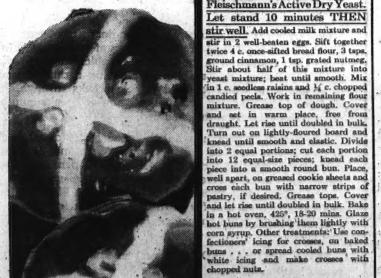 Fleischmann's Active Dry Yeast.
Let stand 10 minutes THEN
stir well. Add cooled milk mixture and
stir in 2 well-beaten eggs. Sift together
twice 4 c. once-sifted bread flour, 3 tsps.
ground cinnamon, 1 tsp. grated nutmeg.
Stir about half of this mixture into
yeast mixture; beat until smooth. Mix
in 1 c. seedless raisins and ¼ c. chopped
candied peels. Work in remaining flour
mixture. Grease top of dough. Cover
and set in warm place, free from
draught. Let rise until doubled in bulk.
Turn out on lightly-floured board and
knead until smooth and elastic. Divide
into 2 equal portions; cut each portion
into 12 equal-size pieces; knead each
piece into a smooth round bun. Place,
well apart, on greased cookie sheets and
cross each bun with narrow strips of
pastry, if desired. Grease tops. Cover
and let rise until doubled in bulk. Bake
in a hot oven, 425°, 18-20 mins. Glaze
hot buns by brushing them lightly with
corn syrup. Other treatments: Use con-
fectioners' icing for crosses, on baked
buns . . . or spread cooled buns with
white icing and make crosses with
chopped nuts.